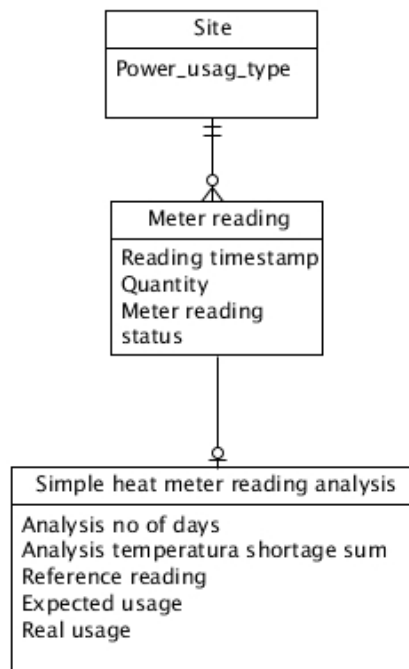 Site
Power_usag_type
Meter reading
Reading timestamp
Quantity
Meter reading
status
Simple heat meter reading analysis
Analysis no of days
Analysis temperatura shortage sum
Reference reading
Expected usage
Real usage